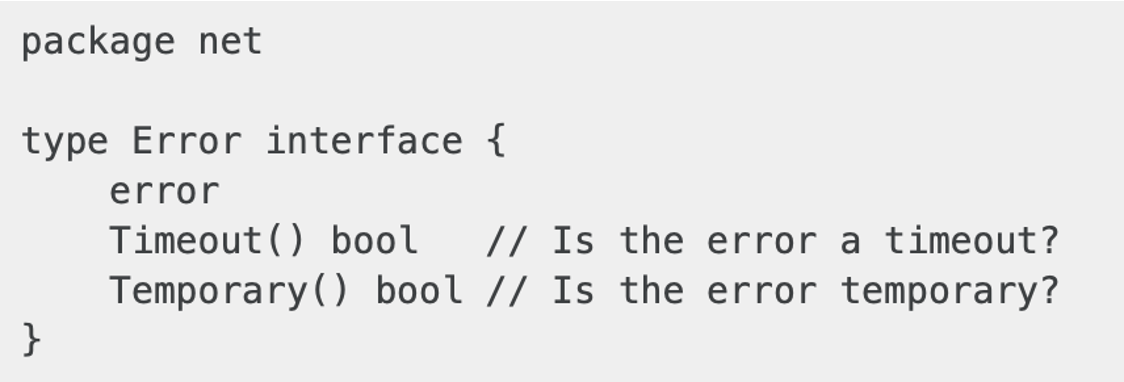 package net

type Error interface {
    error
    Timeout() bool   // Is the error a timeout?
    Temporary() bool // Is the error temporary?
}